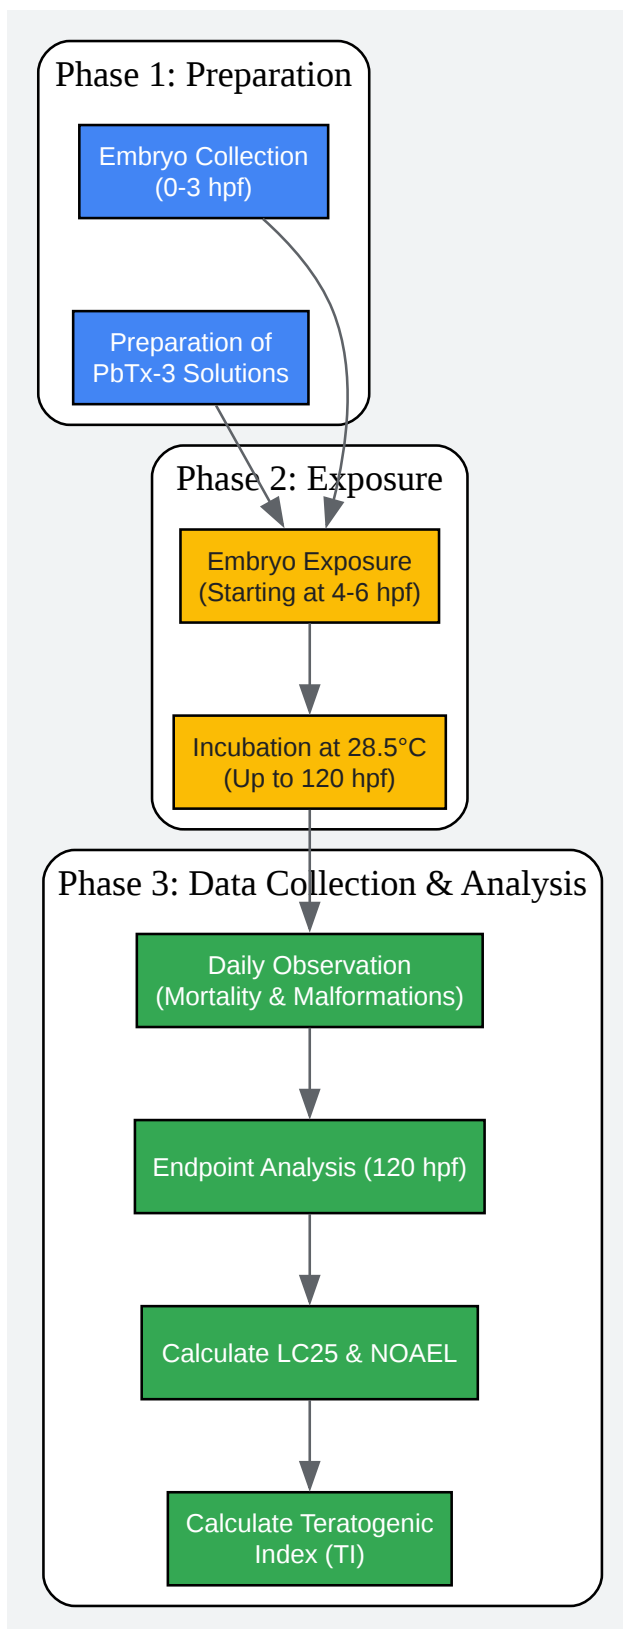 Phase 1: Preparation
Embryo Collection
(0-3 hpf)
Preparation of
PbTx-3 Solutions
Phase 2: Exposure
Embryo Exposure
(Starting at 4-6 hpf)
Incubation at 28.5°C
(Up to 120 hpf)
Phase 3: Data Collection & Analysis
Daily Observation
(Mortality & Malformations)
Endpoint Analysis (120 hpf)
Calculate LC25 & NOAEL
Calculate Teratogenic
Index (TI)